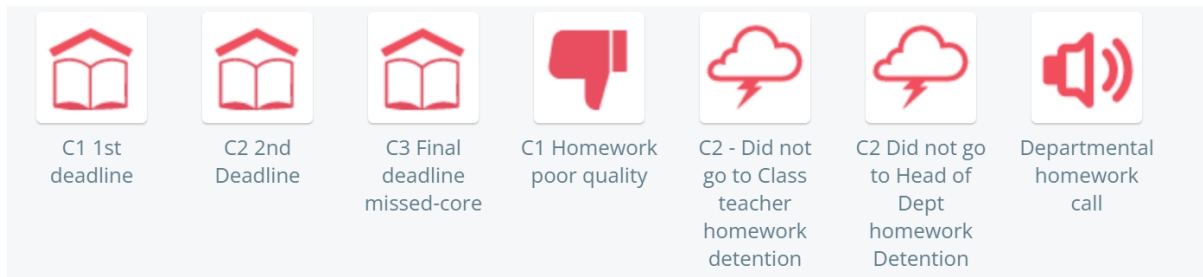 C1 1st
deadline
C2 2nd
Deadline
C3 Final
deadline
missed-core
C1 Homework
poor quality
C2 - Did not
go to Class
teacher
homework
detention
C2 Did not go
to Head of
Dept
homework
Detention
Departmental
homework
call